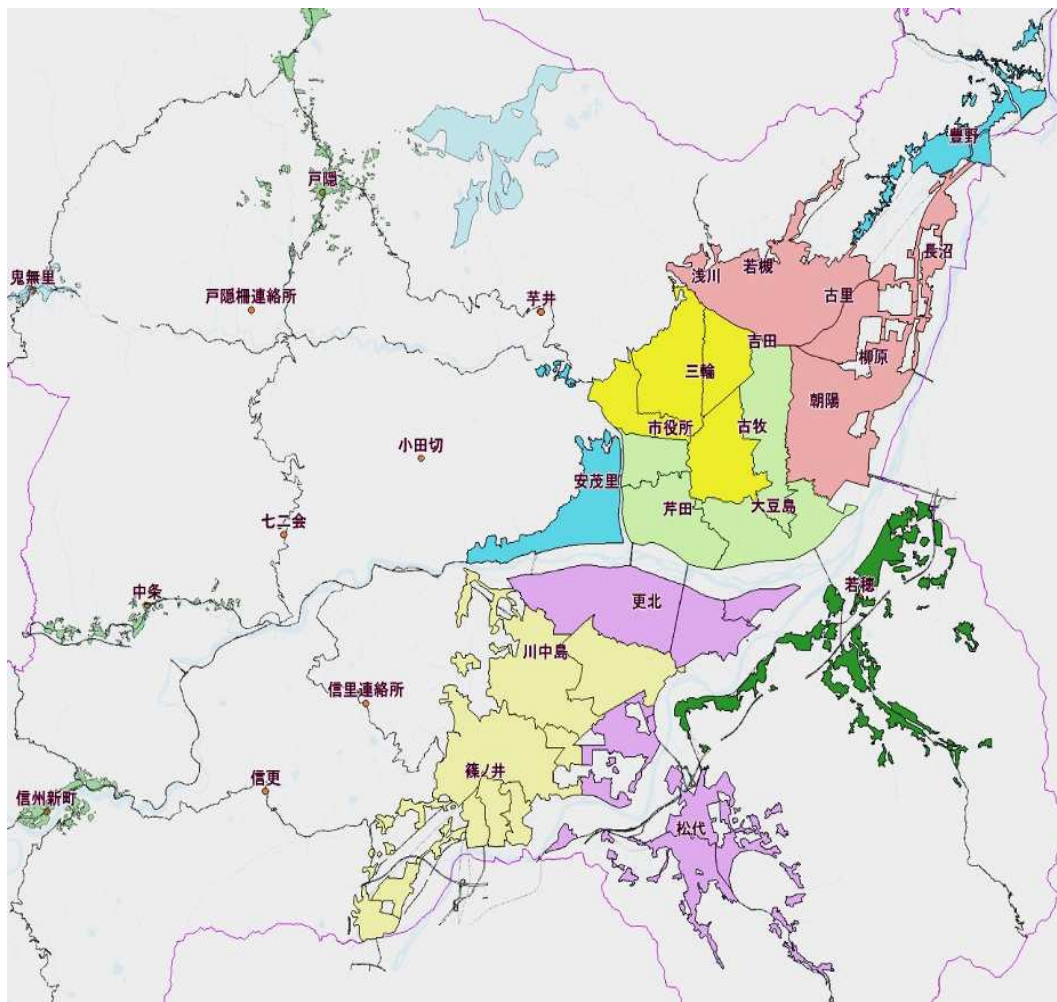 豊野
戸隠
長沼
若槻
浅川
鬼無里
古里
戸隠柵連絡所
芋井
吉田
柳原
三輪
朝陽
市役所
古牧
小田切
安茂里
芹田
大豆島
七二会
中条
更北
若穂
川中島
信里連絡所
篠ノ井
信更
信州新町
松代